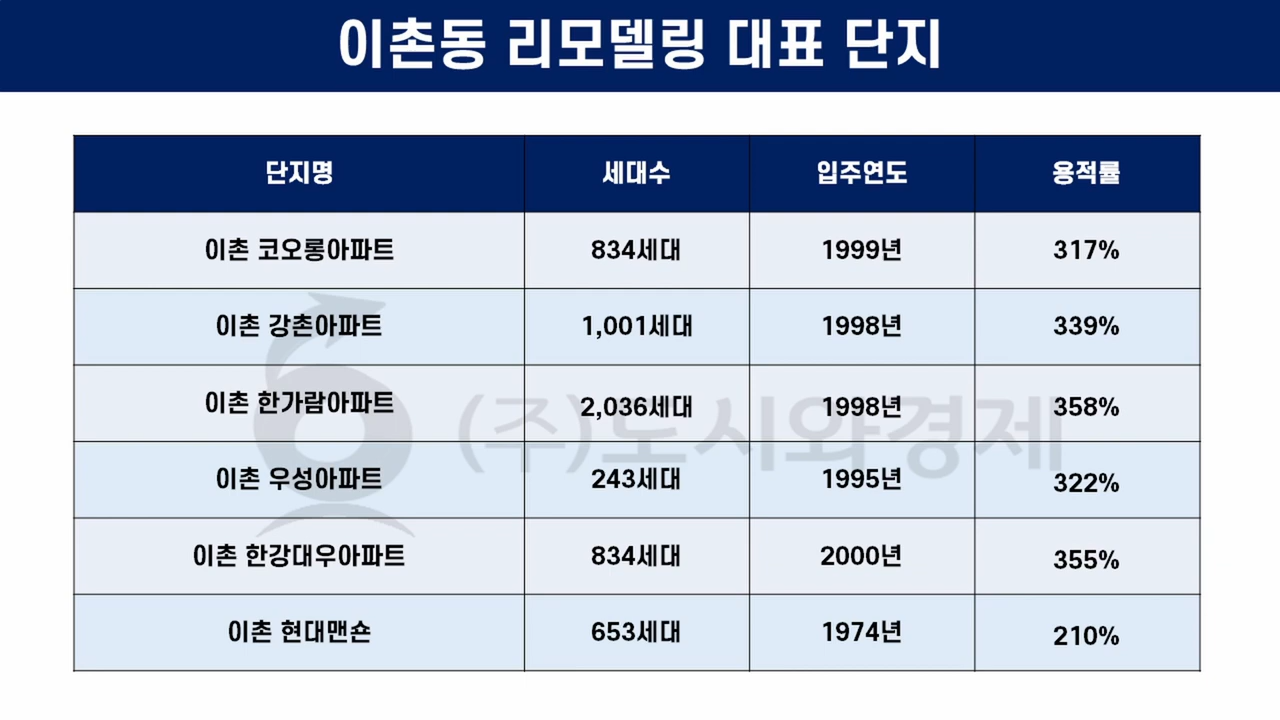 이촌동 리모델링 대표 단지
단지명 세대수 입주연도 용적률
이촌 코오롱아파트 834세대 1999년 317%
이촌 강촌아파트 1,001세대 1998년 339%
이촌 한가람아파트 2,036세대 1998년 358%
이촌 우성아파트 243세대 1995년 322%
이촌 한강대우아파트 834세대 2000년 355%
이촌 현대맨숀 653세대 1974년 210%
(주)도시와경제